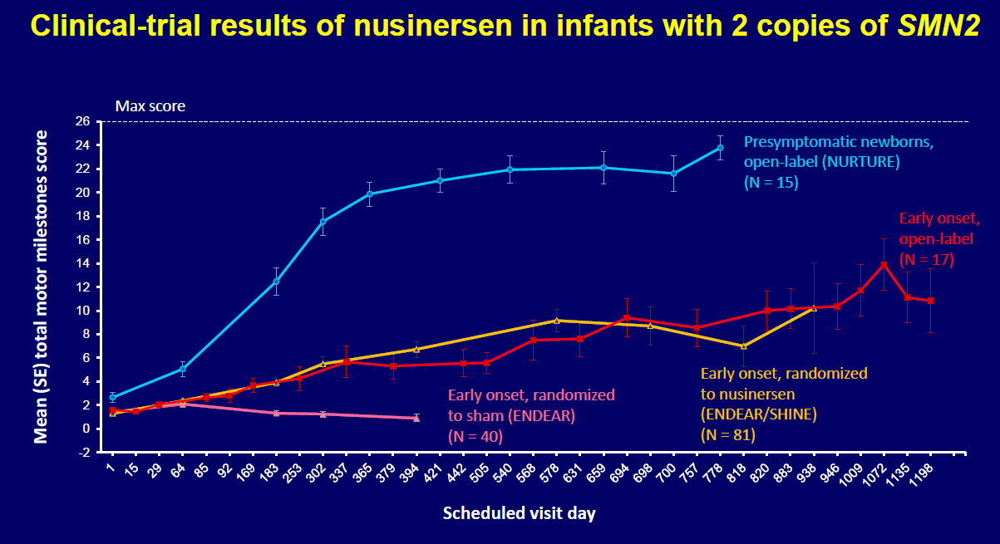 Clinical-trial results of nusinersen in infants with 2 copies of SMN2
Max score
26
24
22
20
18
16
14
12
10
8
6
4
2
0
-2
Mean (SE) total motor milestones score
Presymptomatic newborns,
open-label (NURTURE)
(N = 15)
Early onset,
open-label
(N = 17)
Early onset, randomized
to sham (ENDEAR)
(N = 40)
Early onset, randomized
to nusinersen
(ENDEAR/SHINE)
(N = 81)
1 15 29 64 85 92 169 183 253 302 337 365 379 394 421 442 505 540 568 578 631 659 694 698 700 757 778 818 820 883 938 946 1009 1072 1135 1198
Scheduled visit day